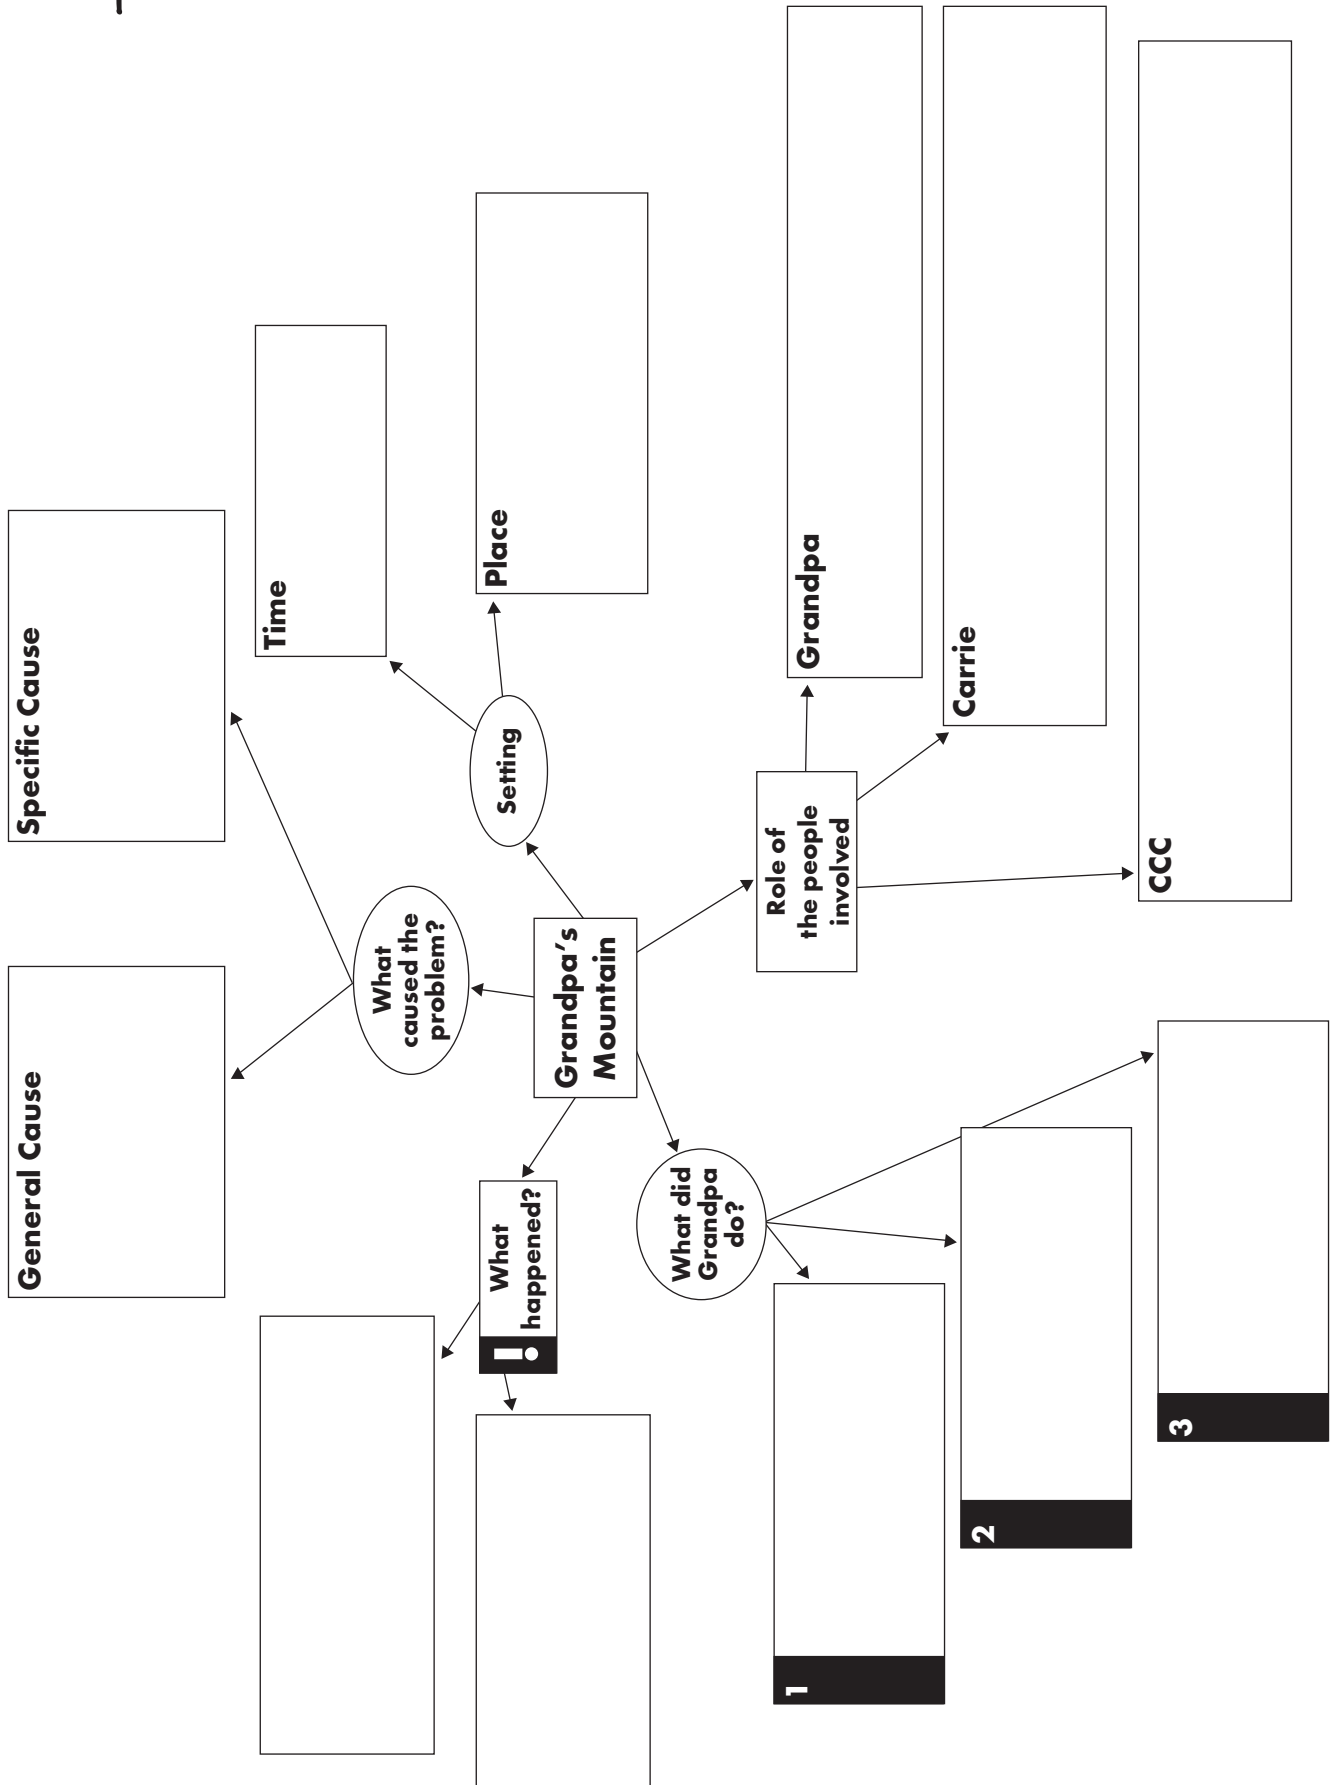 General Cause
Specific Cause
Time
What
caused the
problem?
Place
!
What
happened?
Setting
Grandpa's
Mountain
What did
Grandpa
do?
Role of
the people
involved
1
Grandpa
2
Carrie
3
CCC